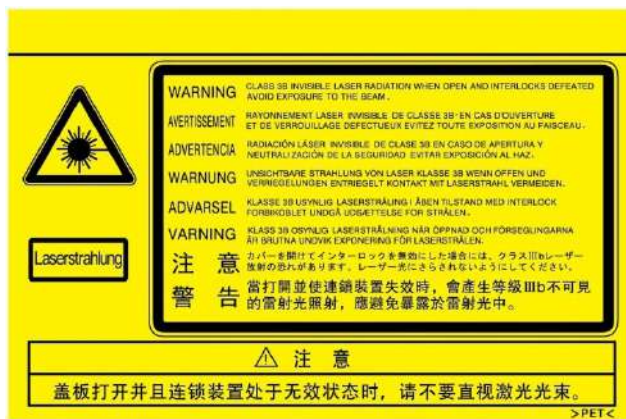 WARNING CLASS 3B INVISIBLE LASER RADIATION WHEN OPEN AND INTERLOCKS DEFEATED
AVOID EXPOSURE TO THE BEAM.
AVERTISSEMENT RAYONNEMENT LASER INVISIBLE DE CLASSE 3B-EN CAS D'OUVERTURE
ET DE VERROUILLAGE DEFECTUEUX EVITEZ TOUTE EXPOSITION AU FAISCEAU.
ADVERTENCIA RADIACIÓN LÁSER INVISIBLE DE CLASE 3B EN CASO DE APERTURA Y
NEUTRALIZACIÓN DE LA SEGURIDAD EVITAR EXPOSICIÓN AL HAZ.
WARNUNG UNSICHTBARE STRAHLUNG VON LASER KLASSE 3B WENN OFFEN UND
VERRIEGELUNGEN ENTRIEGELT KONTAKT MIT LASERSTRAHL VERMEIDEN.
ADVARSEL KLASSE 3B USYNLIG LASERSTRÅLING I ÅBEN TILSTAND MED INTERLOCK
FORBIKOBLET UNDGÅ UDSÆTTELSE FOR STRÅLEN.
VARNING KLASS 3B OSYNLIG LASERSTRÅLNING NÄR ÖPPNAD OCH FÖRSEGLINGARNA
ÄR BRUTNA UNDVIK EXPONERING FÖR LASERSTRÅLEN.
注 意 カバーを開けてインターロックを無効にした場合には、クラスIIIbレーザー
放射の恐れがあります。レーザー光にさらされないようにしてください。
警 告 當打開並使連鎖裝置失效時，會產生等級IIIb不可見
的雷射光照射，應避免暴露於雷射光中。
Laserstrahlung
注 意
盖板打开并且连锁装置处于无效状态时，请不要直视激光光束。
>PET<